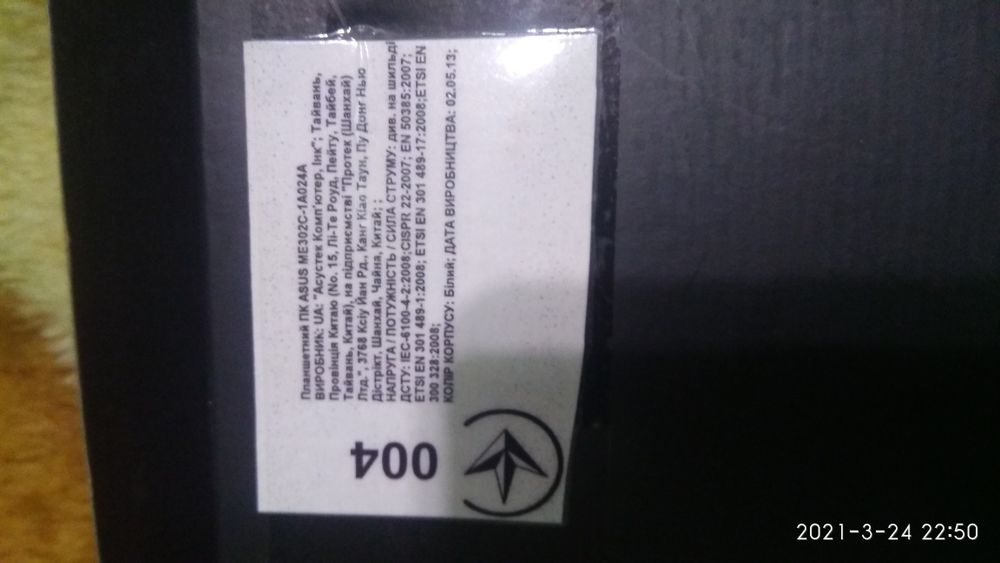 Планшетний ПК ASUS ME302C-1A024A
ВИРОБНИК: UA: "Асустек Комп'ютер, Інк"; Тайвань,
Провінція Китаю (No. 15, Лі-Те Роуд, Пейту, Тайбей,
Тайвань, Китай), на підприємстві "Протек (Шанхай)
Лтд.", 3768 Ксіу Йан Рд., Канг Кіао Таун, Пу Донг Нью
Дістрікт, Шанхай, Чайна, Китай; ;
НАПРУГА / ПОТУЖНІСТЬ / СИЛА СТРУМУ: див. на шильді
ДСТУ: IEC-6100-4-2:2008;CISPR 22-2007; EN 50385:2007;
ETSI EN 301 489-1:2008; ETSI EN 301 489-17:2008;ETSI EN
300 328:2008;
КОЛІР КОРПУСУ: Білий; ДАТА ВИРОБНИЦТВА: 02.05.13;
004
2021-3-24 22:50